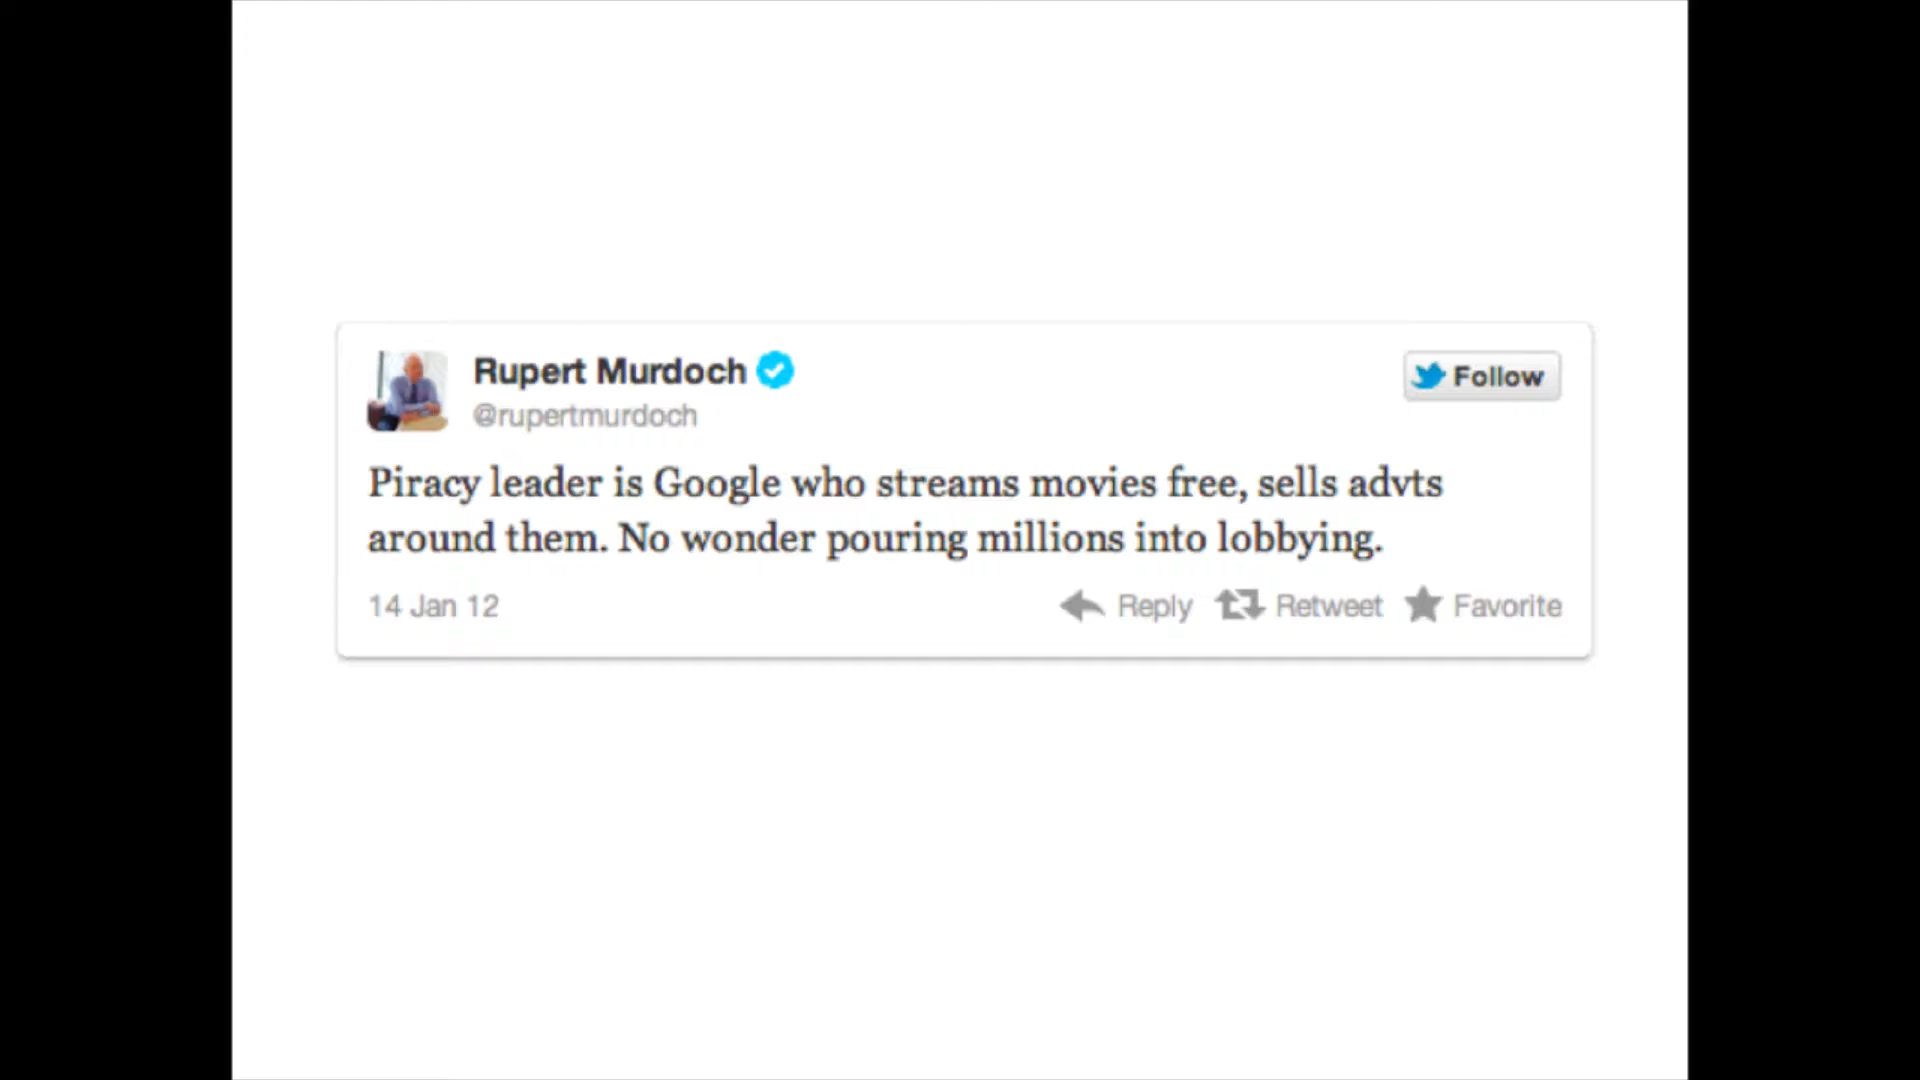 Rupert Murdoch
@rupertmurdoch
Follow
Piracy leader is Google who streams movies free, sells advts
around them. No wonder pouring millions into lobbying.
14 Jan 12
Reply Retweet Favorite